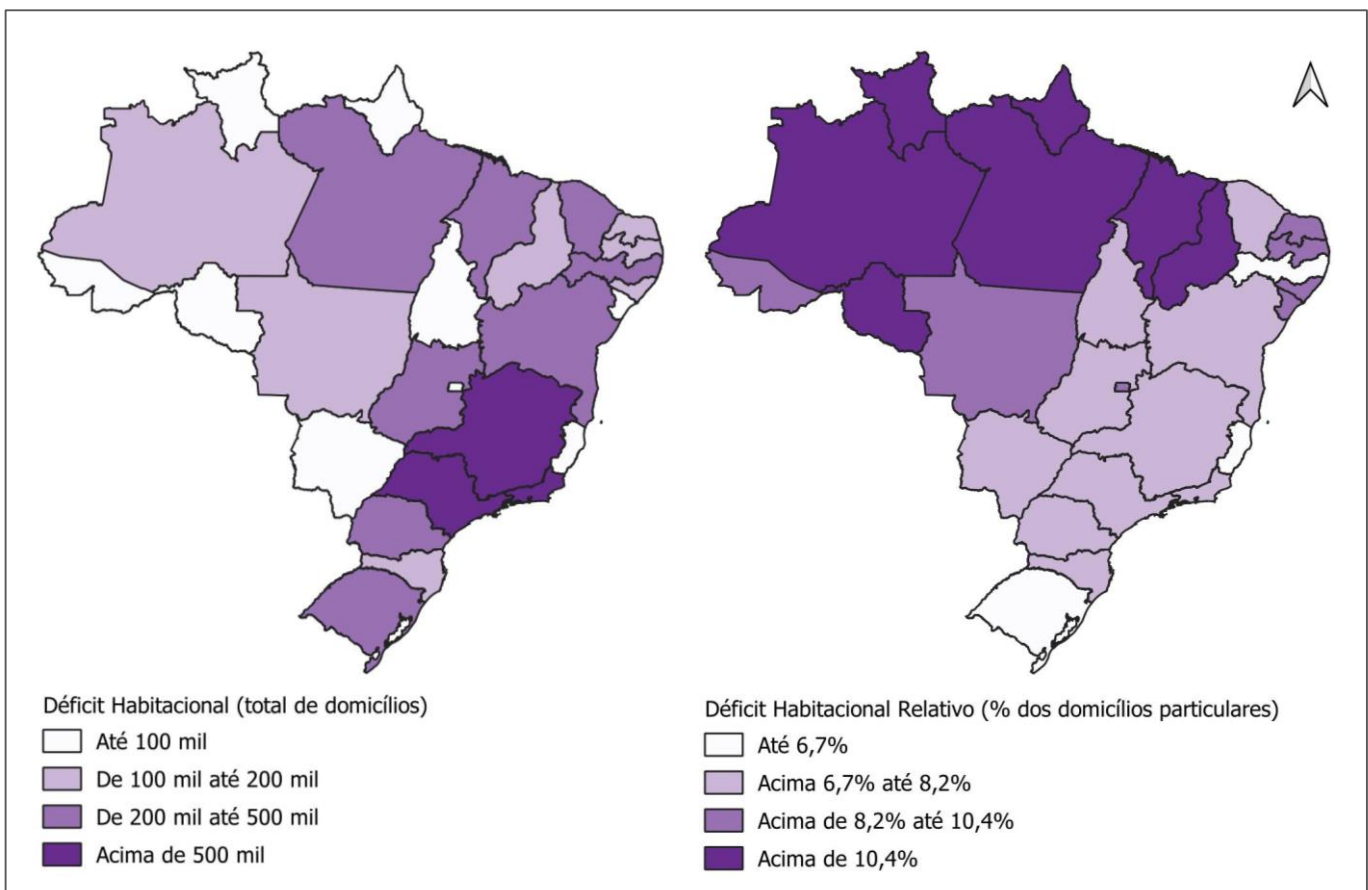 Déficit Habitacional (total de domicílios)
Até 100 mil
De 100 mil até 200 mil
De 200 mil até 500 mil
Acima de 500 mil
Déficit Habitacional Relativo (% dos domicílios particulares)
Até 6,7%
Acima 6,7% até 8,2%
Acima de 8,2% até 10,4%
Acima de 10,4%